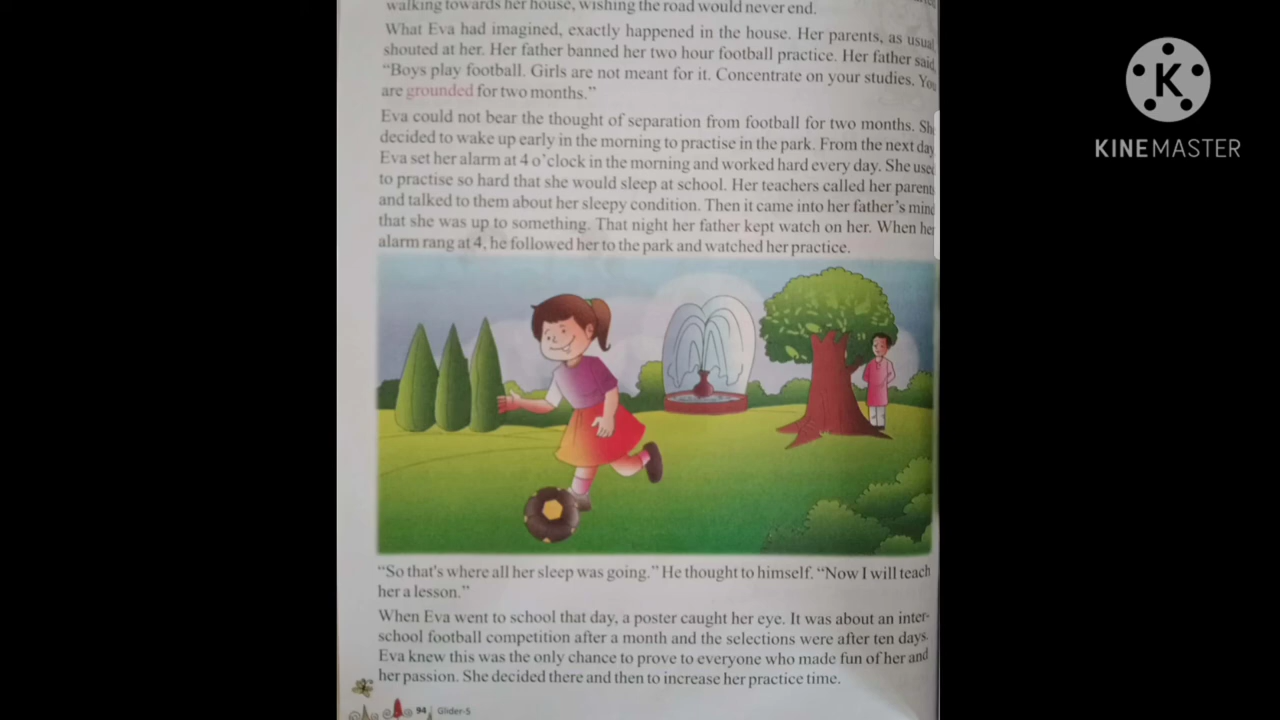 walking towards her house, wishing the road would never end.
What Eva had imagined, exactly happened in the house. Her parents, as usual
shouted at her. Her father banned her two hour football practice. Her father said,
“Boys play football. Girls are not meant for it. Concentrate on your studies. You
are grounded for two months.”
Eva could not bear the thought of separation from football for two months. She
decided to wake up early in the morning to practise in the park. From the next day
Eva set her alarm at 4 o’clock in the morning and worked hard every day. She used
to practise so hard that she would sleep at school. Her teachers called her parents
and talked to them about her sleepy condition. Then it came into her father’s mind
that she was up to something. That night her father kept watch on her. When her
alarm rang at 4, he followed her to the park and watched her practice.
“So that's where all her sleep was going.” He thought to himself. “Now I will teach
her a lesson.”
When Eva went to school that day, a poster caught her eye. It was about an inter-
school football competition after a month and the selections were after ten days.
Eva knew this was the only chance to prove to everyone who made fun of her and
her passion. She decided there and then to increase her practice time.
94 Glider-5
K
KINEMASTER